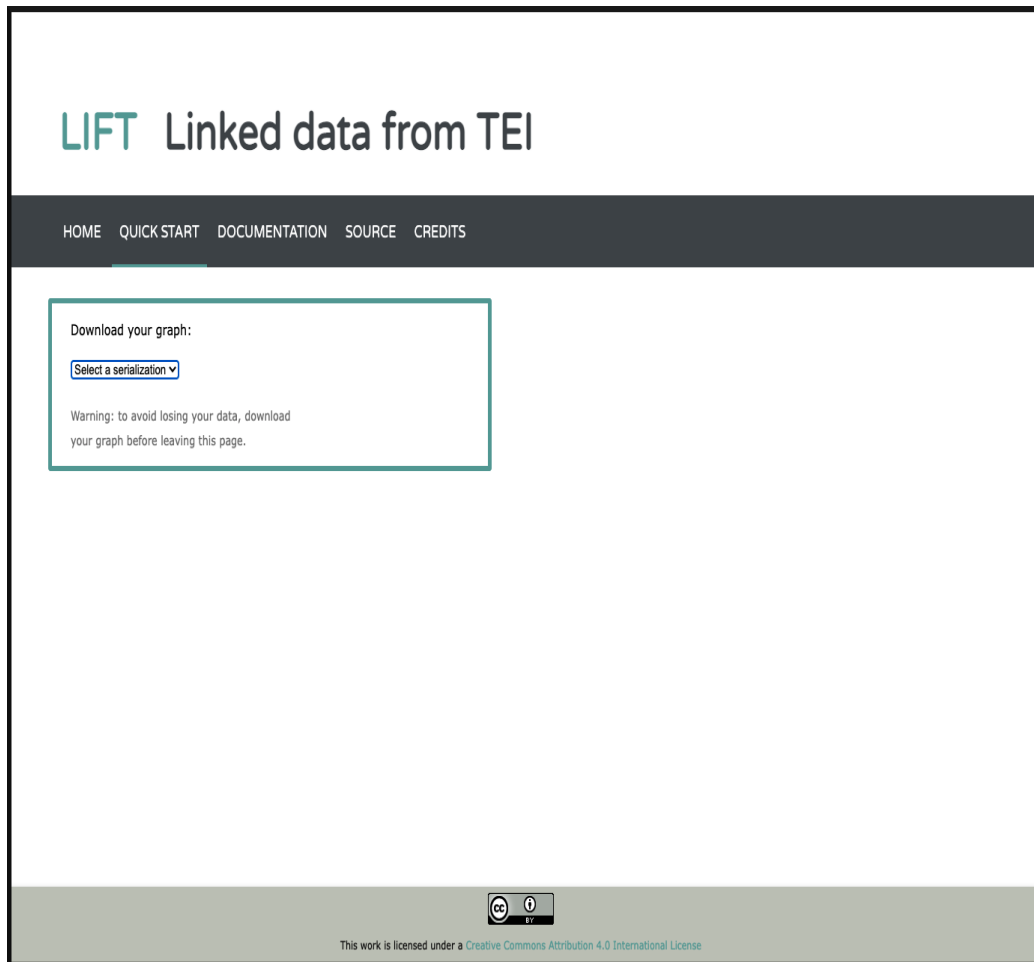 LIFT Linked data from TEI
HOME QUICK START DOCUMENTATION SOURCE CREDITS
Download your graph:
Select a serialization
Warning: to avoid losing your data, download
your graph before leaving this page.
cc BY
This work is licensed under a Creative Commons Attribution 4.0 International License